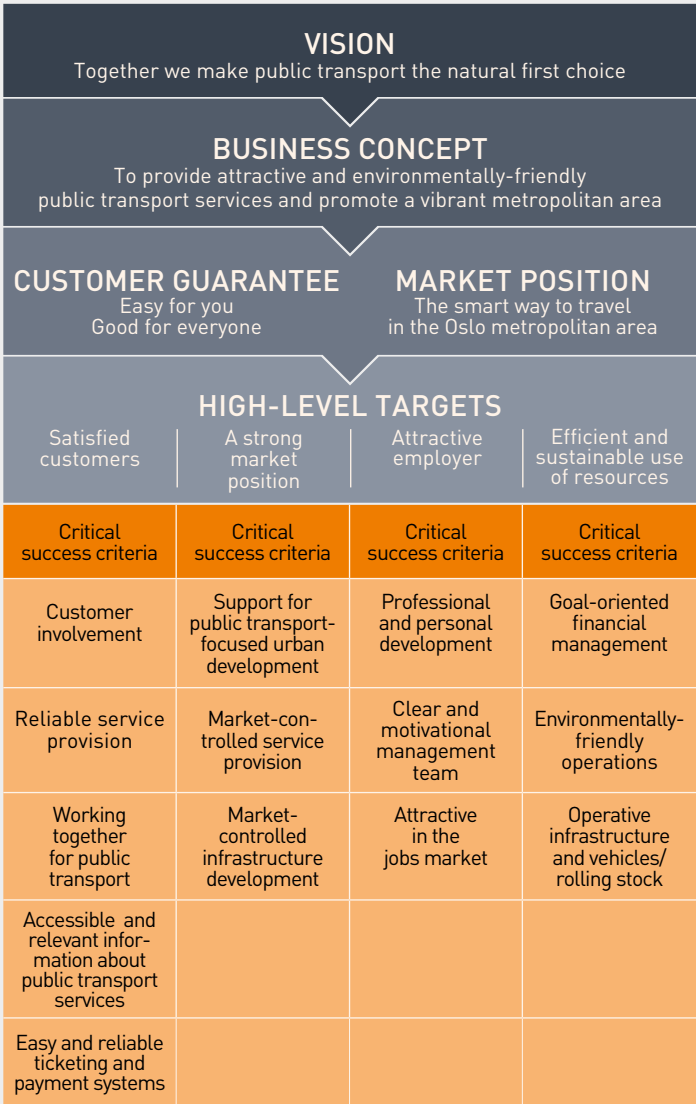 VISION
Together we make public transport the natural first choice
BUSINESS CONCEPT
To provide attractive and environmentally-friendly
public transport services and promote a vibrant metropolitan area
CUSTOMER GUARANTEE
Easy for you
Good for everyone
MARKET POSITION
The smart way to travel
in the Oslo metropolitan area
HIGH-LEVEL TARGETS
Satisfied
customers
A strong
market
position
Attractive
employer
Efficient and
sustainable use
of resources
Critical
success criteria
Critical
success criteria
Critical
success criteria
Critical
success criteria
Customer
involvement
Support for
public transport-
focused urban
development
Professional
and personal
development
Goal-oriented
financial
management
Reliable service
provision
Market-con-
trolled service
provision
Clear and
motivational
management
team
Environmentally-
friendly
operations
Working
together
for public
transport
Market-
controlled
infrastructure
development
Attractive
in the
jobs market
Operative
infrastructure
and vehicles/
rolling stock
Accessible and
relevant infor-
mation about
public transport
services
Easy and reliable
ticketing and
payment systems